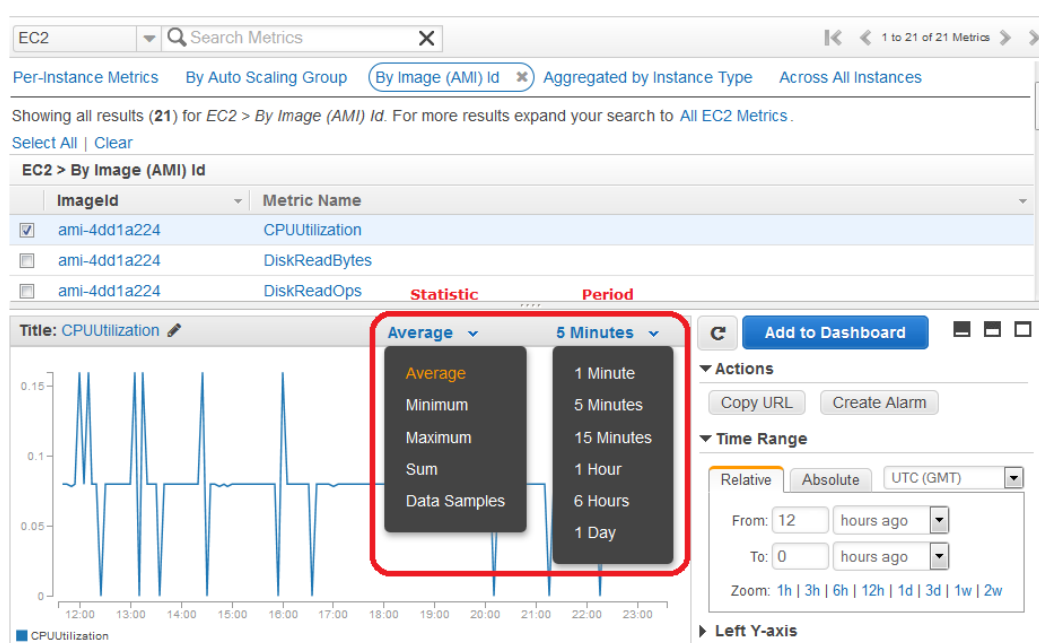 EC2 Search Metrics 1 to 21 of 21 Metrics
Per-Instance Metrics By Auto Scaling Group By Image (AMI) Id Aggregated by Instance Type Across All Instances
Showing all results (21) for EC2 > By Image (AMI) Id. For more results expand your search to All EC2 Metrics.
Select All | Clear
EC2 > By Image (AMI) Id
ImageId Metric Name
ami-4dd1a224 CPUUtilization
ami-4dd1a224 DiskReadBytes
ami-4dd1a224 DiskReadOps
Statistic Period
Title: CPUUtilization Average 5 Minutes
Average
Minimum
Maximum
Sum
Data Samples
1 Minute
5 Minutes
15 Minutes
1 Hour
6 Hours
1 Day
0.15
0.1
0.05
0
12:00 13:00 14:00 15:00 16:00 17:00 18:00 19:00 20:00 21:00 22:00 23:00
CPUUtilization
Add to Dashboard
Actions
Copy URL Create Alarm
Time Range
Relative Absolute UTC (GMT)
From: 12 hours ago
To: 0 hours ago
Zoom: 1h | 3h | 6h | 12h | 1d | 3d | 1w | 2w
Left Y-axis